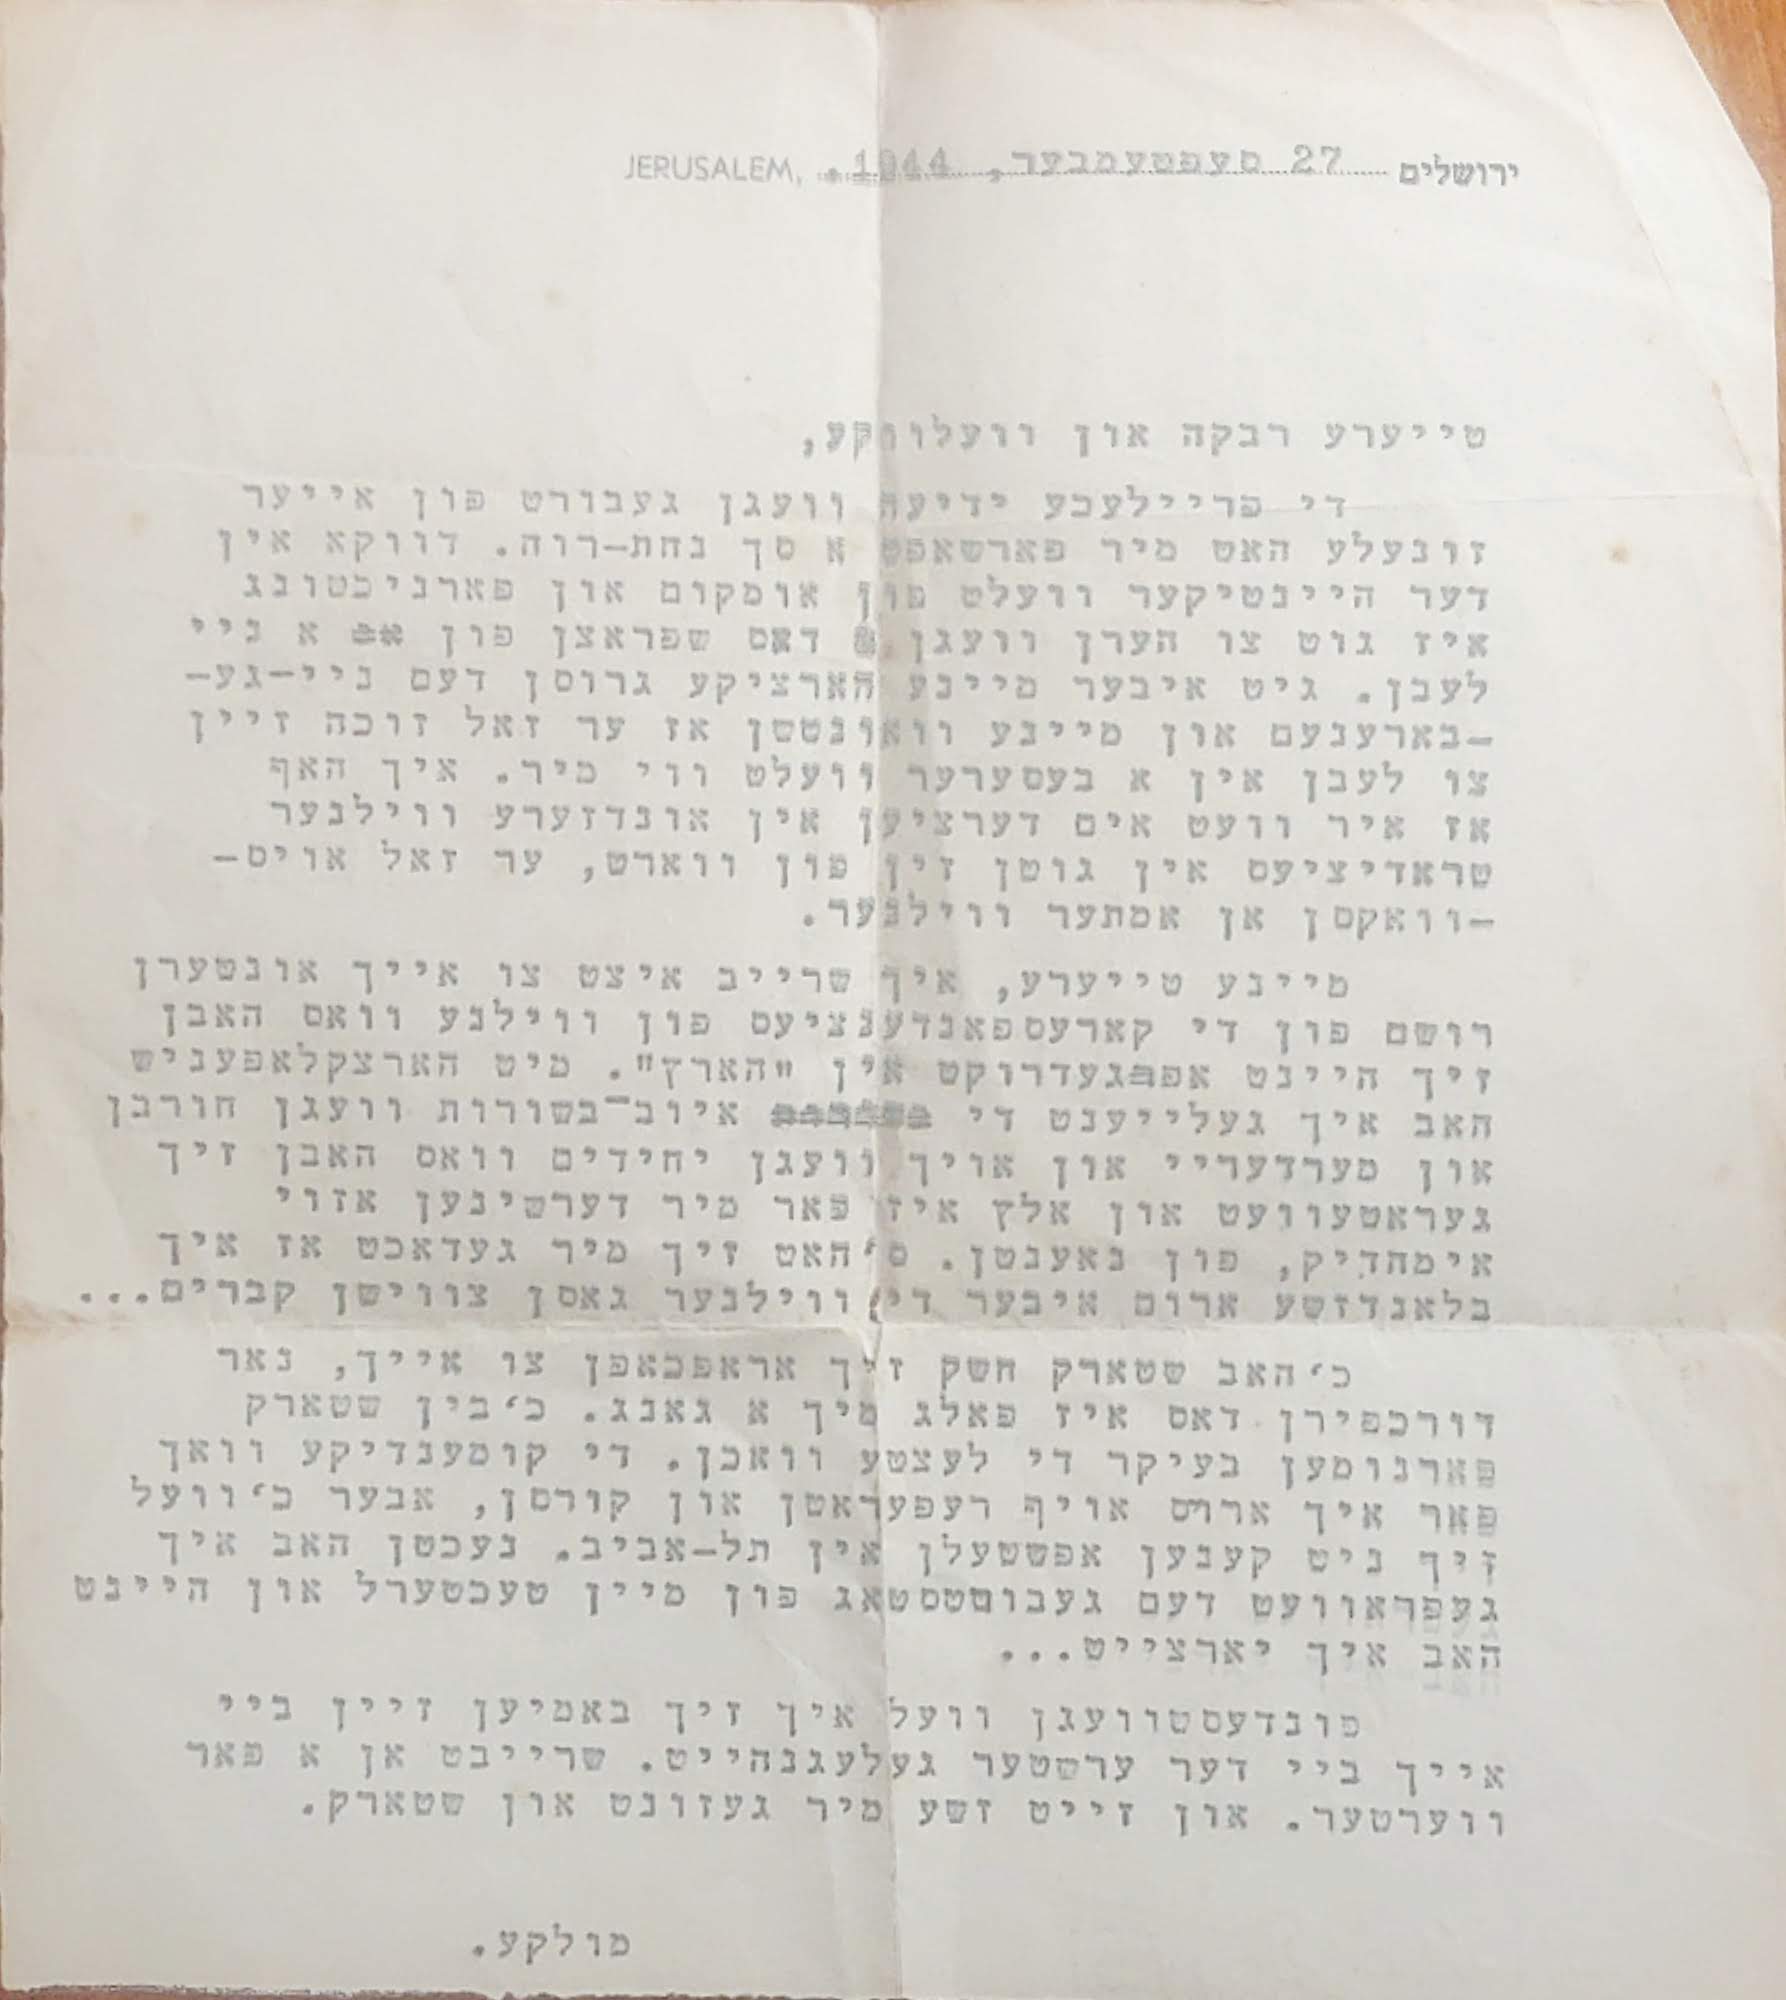 ירושלים 27 סעפטעמבער, 1944. JERUSALEM,
טייערע רבקה און וועלוועקע,
די פריילעכע ידיעה וועגן געבורט פון אייער
זונעלע האט מיר פארשאפט א סך נחת-רוח. דווקא אין
דער היינטיקער וועלט פון אומקום און פארניכטונג
איז גוט צו הערן וועגן דאס שפראצן פון א ניי
לעבן. גיט איבער מיינע הארציקע גרוסן דעם ניי-גע-
-בארענעם און מיינע וואונטשן אז ער זאל זוכה זיין
צו לעבן אין א בעסערער וועלט ווי מיר. איך האף
אז איר וועט אים דערציען אין אונדזערע ווילנער
טראדיציעס אין גוטן זין פון ווארט, ער זאל אויס-
-וואקסן אן אמתער ווילנער.
מיינע טייערע, איך שרייב איצט צו אייך אונטערן
רושם פון די קארעספאנדענציעס פון ווילנע וואס האבן
זיך היינט אפגעדרוקט אין "הארץ". מיט הארצקלאפעניש
האב איך געלייענט די איוב-בשורות וועגן חורבן
און מערדעריי און אויך וועגן יחידים וואס האבן זיך
געראטעוועט און אלץ איז פאר מיר דערשינען אזוי
אימהדיק, פון נאענטן. ס'האט זיך מיר געדאכט אז איך
בלאנדזשע ארום איבער די ווילנער גאסן צווישן קברים...
כ'האב שטארק חשק זיך אראפכאפן צו אייך, נאר
דורכפירן דאס איז פאלג מיך א גאנג. כ'בין שטארק
פארנומען בעיקר די לעצטע וואכן. די קומענדיקע וואך
פאר איך ארויס אויף רעפעראטן און קורסן, אבער כ'וועל
זיך ניט קענען אפשטעלן אין תל-אביב. נעכטן האב איך
געפראוועט דעם געבורטסטאג פון מיין טעכטערל און היינט
האב איך יארצייט...
פונדעסטוועגן וועל איך זיך באמיען זיין ביי
אייך ביי דער ערשטער געלעגנהייט. שרייבט אן א פאר
ווערטער. און זייט זשע מיר געזונט און שטארק.
מולקע.